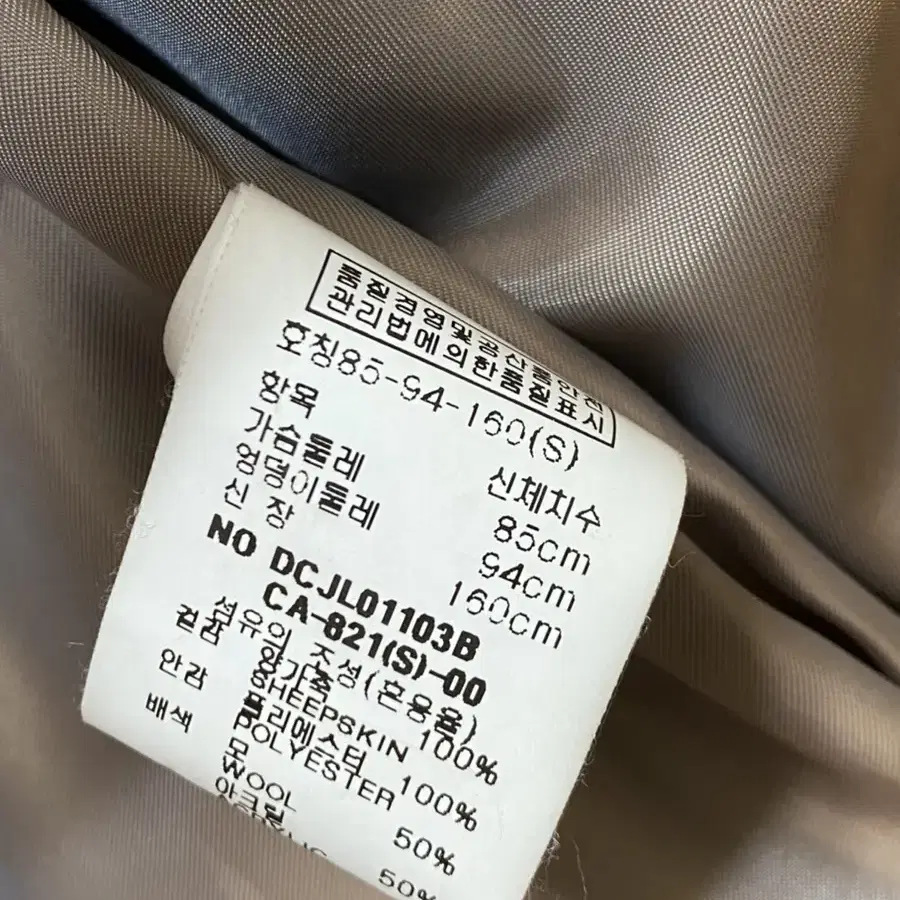 품질경영및공산품안전
관리법에의한품질표시
호칭85-94-160(S)
항목 신체치수
가슴둘레 85cm
엉덩이둘레 94cm
신 장 160cm
NO DCJL01103B
CA-821(S)-00
섬유의 조성(혼용율)
겉감 양가죽
SHEEPSKIN 100%
안감 폴리에스터
POLYESTER 100%
배색 모
WOOL 50%
아크릴
50%